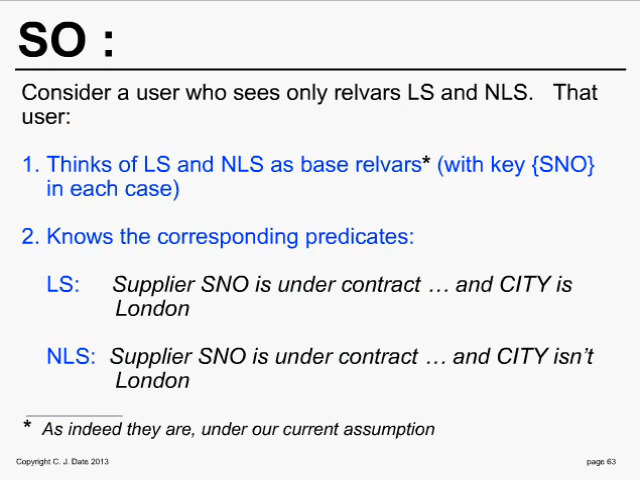 SO :
Consider a user who sees only relvars LS and NLS. That
user:
1. Thinks of LS and NLS as base relvars* (with key {SNO}
in each case)
2. Knows the corresponding predicates:
LS: Supplier SNO is under contract … and CITY is
London
NLS: Supplier SNO is under contract … and CITY isn't
London
* As indeed they are, under our current assumption
Copyright C. J. Date 2013
page 63